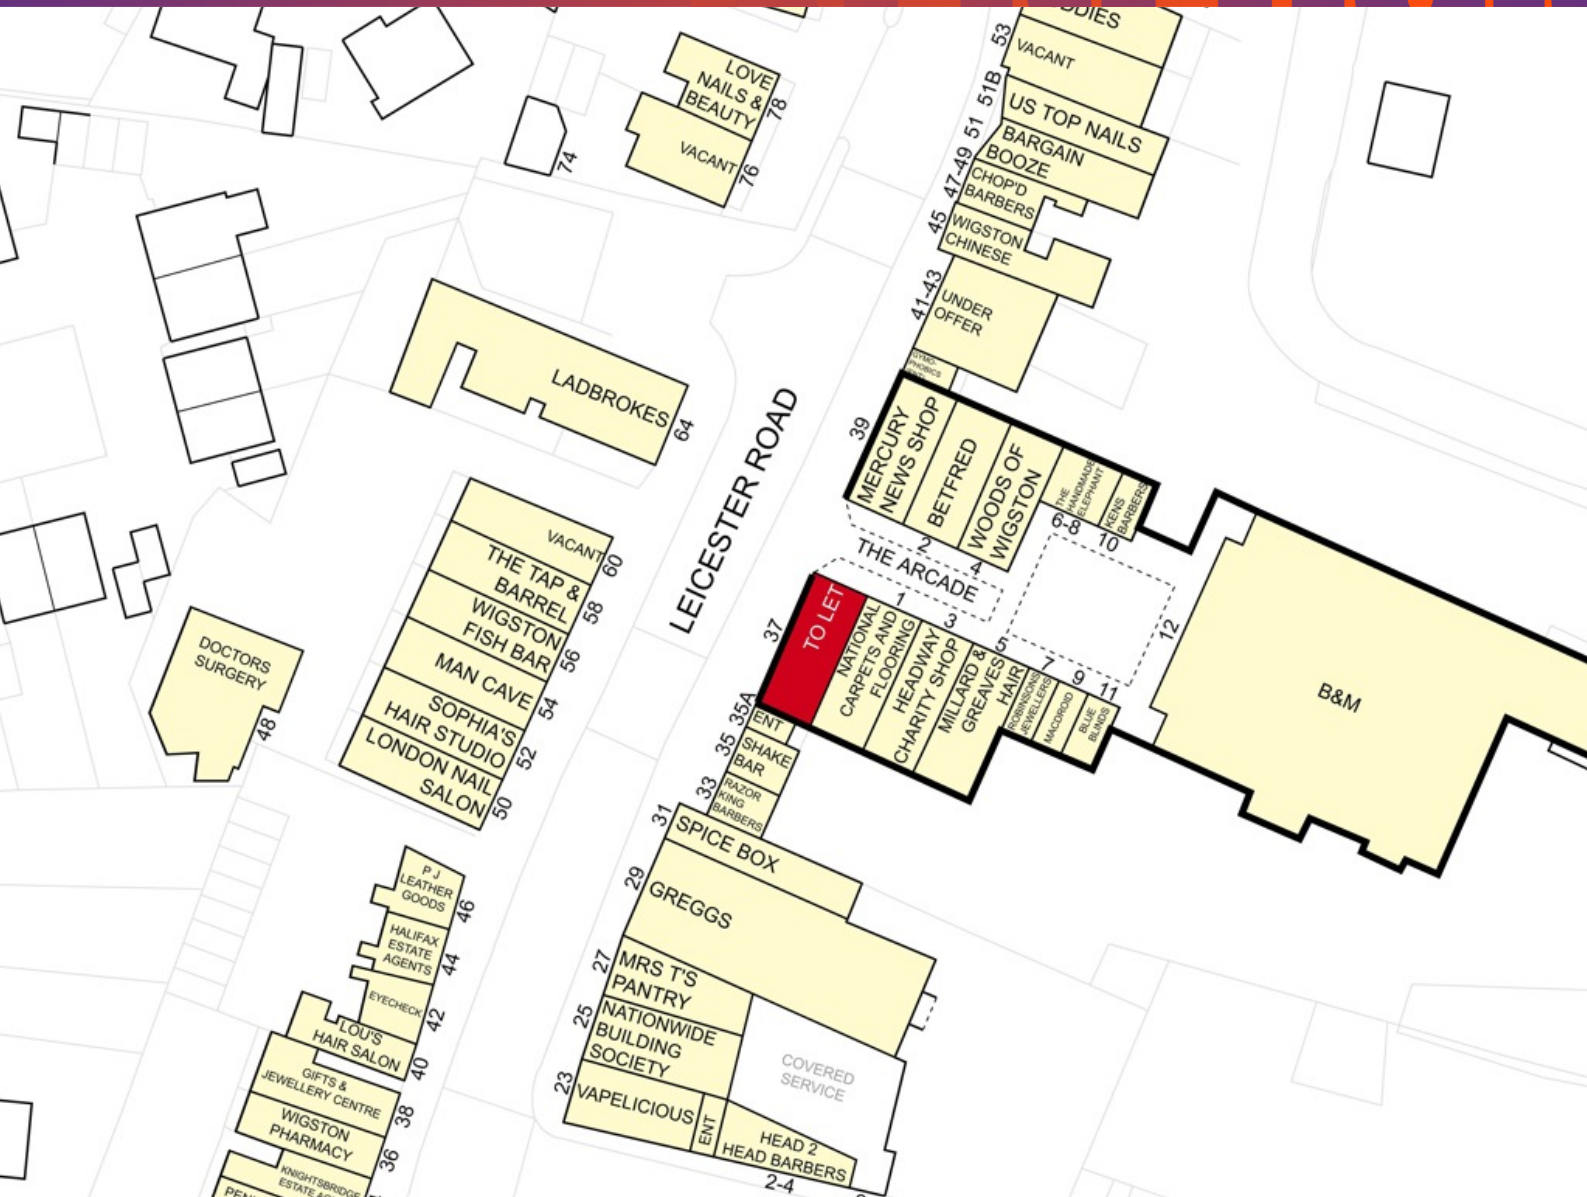 DDIES
53
VACANT
51B
US TOP NAILS
51
BARGAIN
BOOZE
47-49
CHOP'D
BARBERS
45
WIGSTON
CHINESE
41-43
UNDER
OFFER
GYMO-
PHOBICS
LOVE
NAILS &
BEAUTY
78
VACANT
76
74
LADBROKES
64
LEICESTER ROAD
39
MERCURY
NEWS SHOP
BETFRED
2
WOODS OF
WIGSTON
4
THE
HANDMADE
ELEPHANT
6-8
KENS
BARBERS
10
THE ARCADE
12
B&M
37
TO LET
NATIONAL
CARPETS AND
FLOORING
1
HEADWAY
CHARITY SHOP
3
MILLARD &
GREAVES
HAIR
5
ROBINSONS
JEWELLERS
7
MACDROID
9
BLUE
BLINDS
11
35A
ENT
35
SHAKE
BAR
33
RAZOR
KING
BARBERS
31
SPICE BOX
29
GREGGS
27
MRS T'S
PANTRY
25
NATIONWIDE
BUILDING
SOCIETY
23
VAPELICIOUS
ENT
HEAD 2
HEAD BARBERS
2-4
COVERED
SERVICE
VACANT
60
THE TAP &
BARREL
58
WIGSTON
FISH BAR
56
MAN CAVE
54
SOPHIA'S
HAIR STUDIO
52
LONDON NAIL
SALON
50
DOCTORS
SURGERY
48
P J
LEATHER
GOODS
46
HALIFAX
ESTATE
AGENTS
44
EYECHECK
42
LOU'S
HAIR SALON
40
GIFTS &
JEWELLERY CENTRE
38
WIGSTON
PHARMACY
36
KNIGHTSBRIDGE